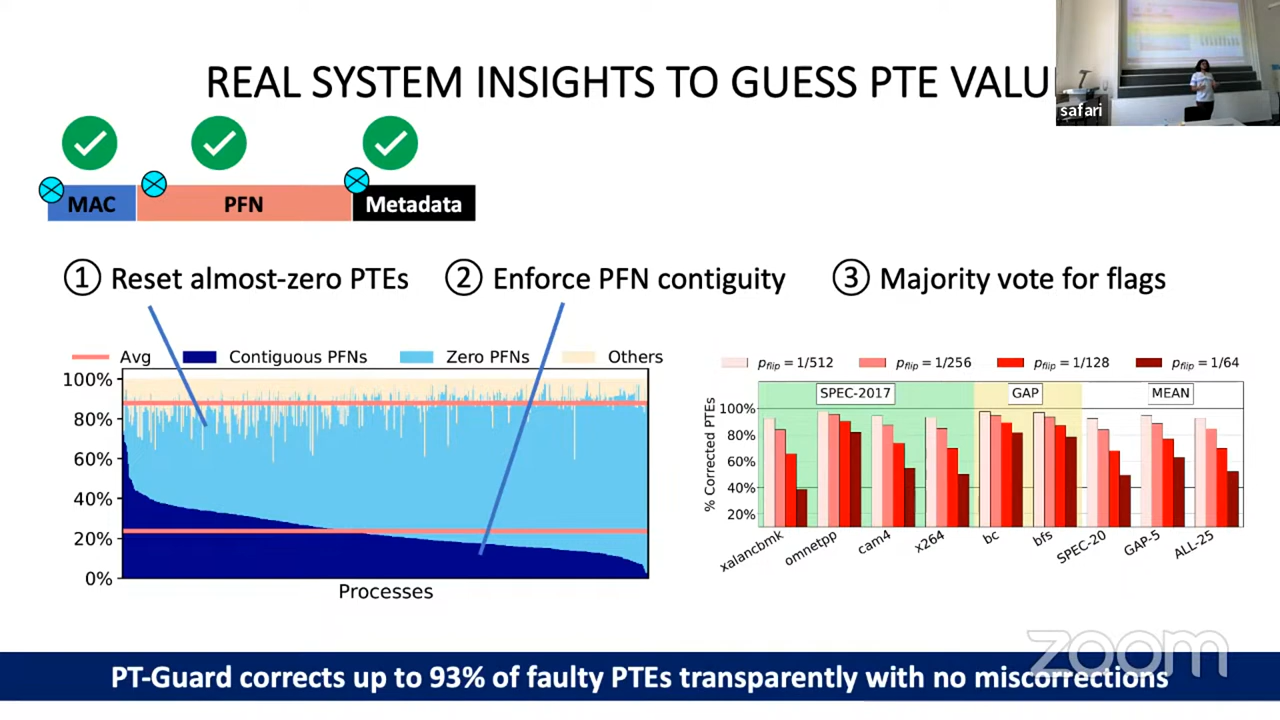 REAL SYSTEM INSIGHTS TO GUESS PTE VALU
safari
MAC
PFN
Metadata
① Reset almost-zero PTEs
② Enforce PFN contiguity
③ Majority vote for flags
Avg
Contiguous PFNs
Zero PFNs
Others
100%
80%
60%
40%
20%
0%
Processes
pflip = 1/512
pflip = 1/256
pflip = 1/128
pflip = 1/64
SPEC-2017
GAP
MEAN
% Corrected PTEs
100%
80%
60%
40%
20%
xalancbmk
omnetpp
cam4
x264
bc
bfs
SPEC-20
GAP-5
ALL-25
zoom
PT-Guard corrects up to 93% of faulty PTEs transparently with no miscorrections